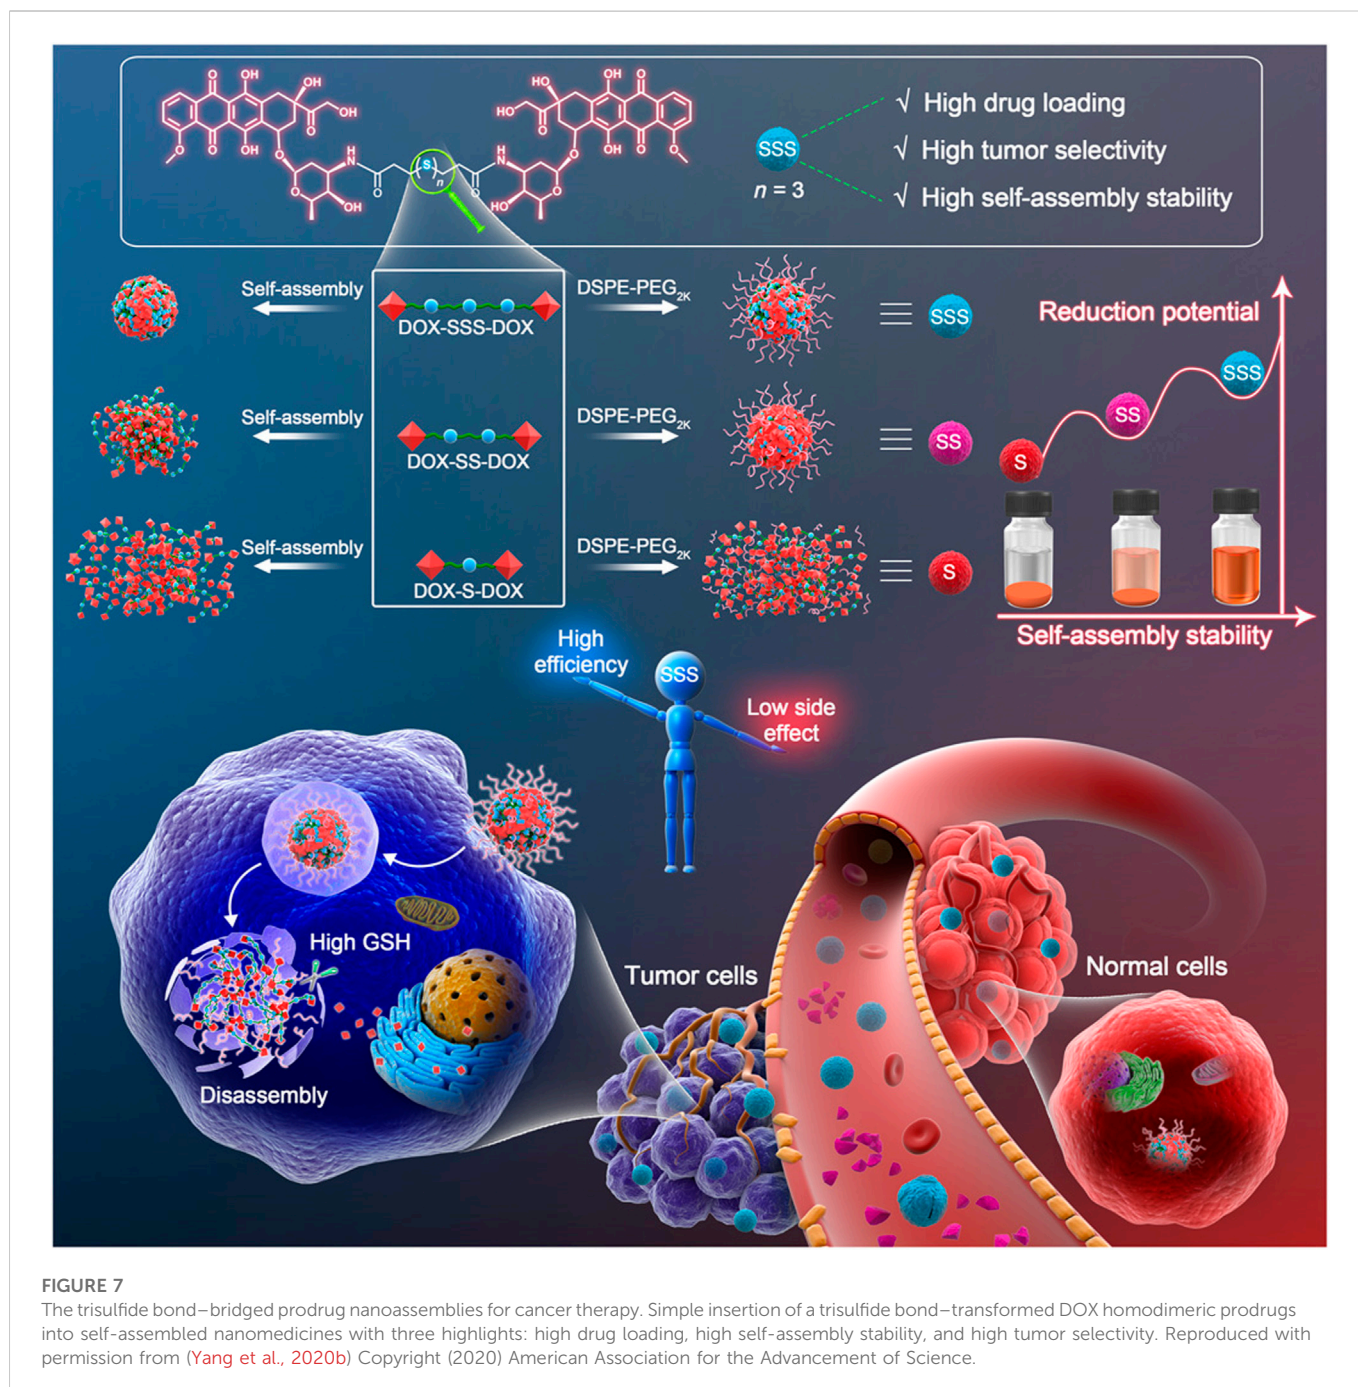 O
OH
OH
O
OH
O
O
OH
O
O
NH
O
OH
O
S
n
O
NH
HO
O
O
HO
HO
O
OH
O
OH
O
O
SSS
n = 3
√ High drug loading
√ High tumor selectivity
√ High self-assembly stability
Self-assembly
DOX-SSS-DOX
DSPE-PEG2K
SSS
Reduction potential
Self-assembly
DOX-SS-DOX
DSPE-PEG2K
SS
S
SS
SSS
Self-assembly
DOX-S-DOX
DSPE-PEG2K
S
Self-assembly stability
High
efficiency
SSS
Low side
effect
High GSH
Disassembly
Tumor cells
Normal cells
FIGURE 7
The trisulfide bond–bridged prodrug nanoassemblies for cancer therapy. Simple insertion of a trisulfide bond–transformed DOX homodimeric prodrugs
into self-assembled nanomedicines with three highlights: high drug loading, high self-assembly stability, and high tumor selectivity. Reproduced with
permission from (Yang et al., 2020b) Copyright (2020) American Association for the Advancement of Science.